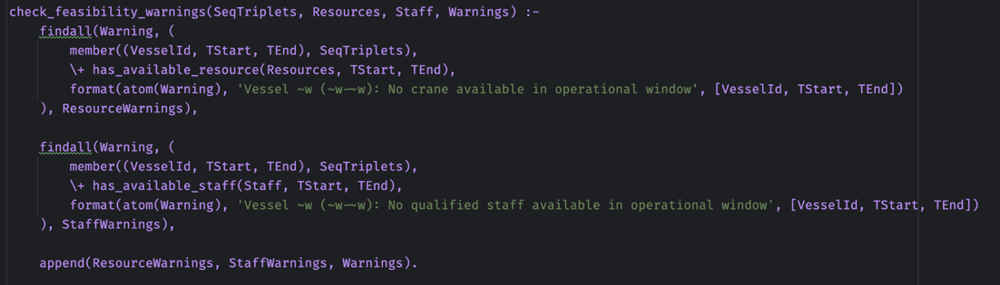 check_feasibility_warnings(SeqTriplets, Resources, Staff, Warnings) :-
    findall(Warning, (
        member((VesselId, TStart, TEnd), SeqTriplets),
        \+ has_available_resource(Resources, TStart, TEnd),
        format(atom(Warning), 'Vessel ~w (~w-~w): No crane available in operational window', [VesselId, TStart, TEnd])
    ), ResourceWarnings),

    findall(Warning, (
        member((VesselId, TStart, TEnd), SeqTriplets),
        \+ has_available_staff(Staff, TStart, TEnd),
        format(atom(Warning), 'Vessel ~w (~w-~w): No qualified staff available in operational window', [VesselId, TStart, TEnd])
    ), StaffWarnings),

    append(ResourceWarnings, StaffWarnings, Warnings).